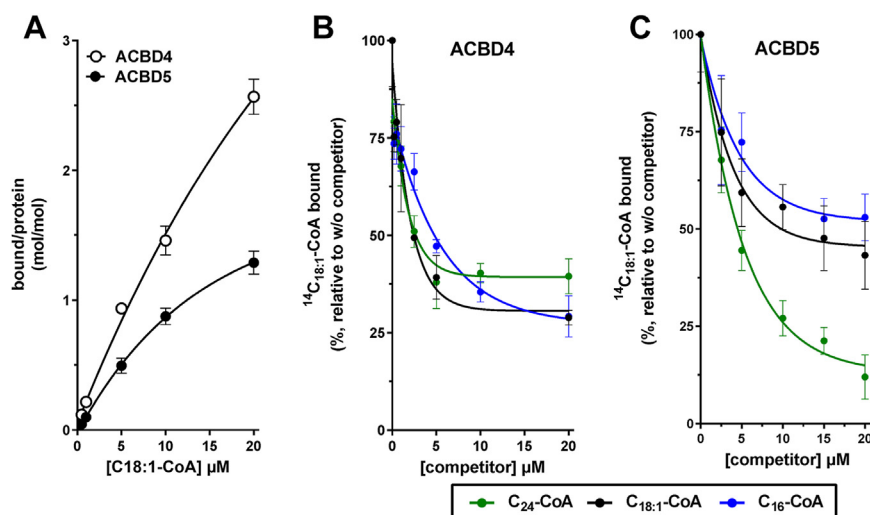 A
B
C
ACBD4
ACBD5
3
2
1
0
0
5
10
15
20
bound/protein
(mol/mol)
[C18:1-CoA] µM
ACBD4
100
75
50
25
0
0
5
10
15
20
¹⁴C₁₈:₁-CoA bound
(%, relative to w/o competitor)
[competitor] µM
ACBD5
100
75
50
25
0
0
5
10
15
20
¹⁴C₁₈:₁-CoA bound
(%, relative to w/o competitor)
[competitor] µM
C₂₄-CoA C₁₈:₁-CoA C₁₆-CoA